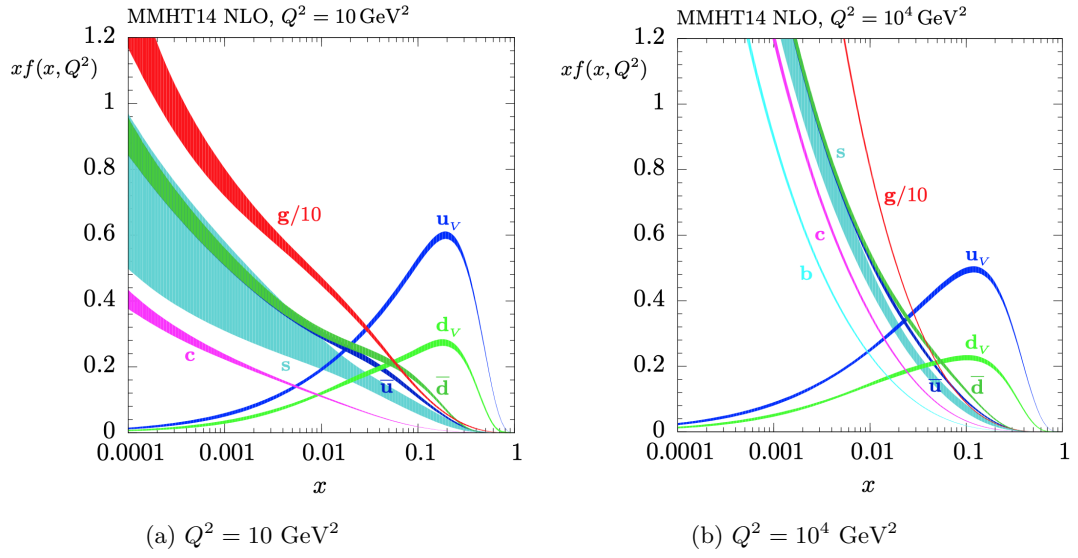 MMHT14 NLO, Q² = 10 GeV²
xf(x, Q²)
1.2
1
0.8
0.6
0.4
0.2
0
g/10
u_V
d_V
c
s
ū
d̄
0.0001
0.001
0.01
0.1
1
x
(a) Q² = 10 GeV²
MMHT14 NLO, Q² = 10⁴ GeV²
xf(x, Q²)
1.2
1
0.8
0.6
0.4
0.2
0
s
g/10
c
b
u_V
d_V
ū
d̄
0.0001
0.001
0.01
0.1
1
x
(b) Q² = 10⁴ GeV²